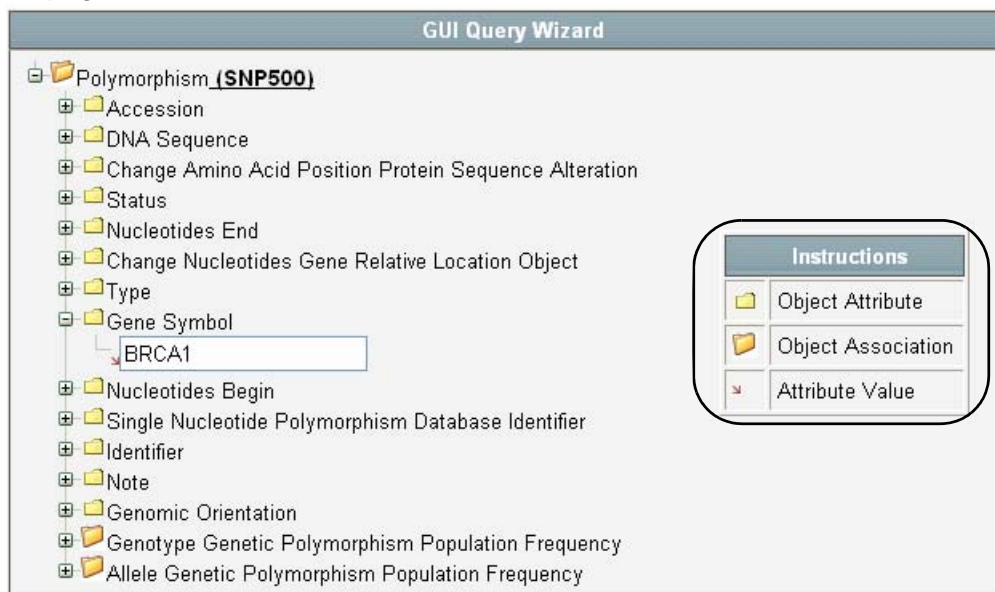 GUI Query Wizard
Polymorphism (SNP500)
Accession
DNA Sequence
Change Amino Acid Position Protein Sequence Alteration
Status
Nucleotides End
Change Nucleotides Gene Relative Location Object
Type
Gene Symbol
BRCA1
Nucleotides Begin
Single Nucleotide Polymorphism Database Identifier
Identifier
Note
Genomic Orientation
Genotype Genetic Polymorphism Population Frequency
Allele Genetic Polymorphism Population Frequency
Instructions
Object Attribute
Object Association
Attribute Value